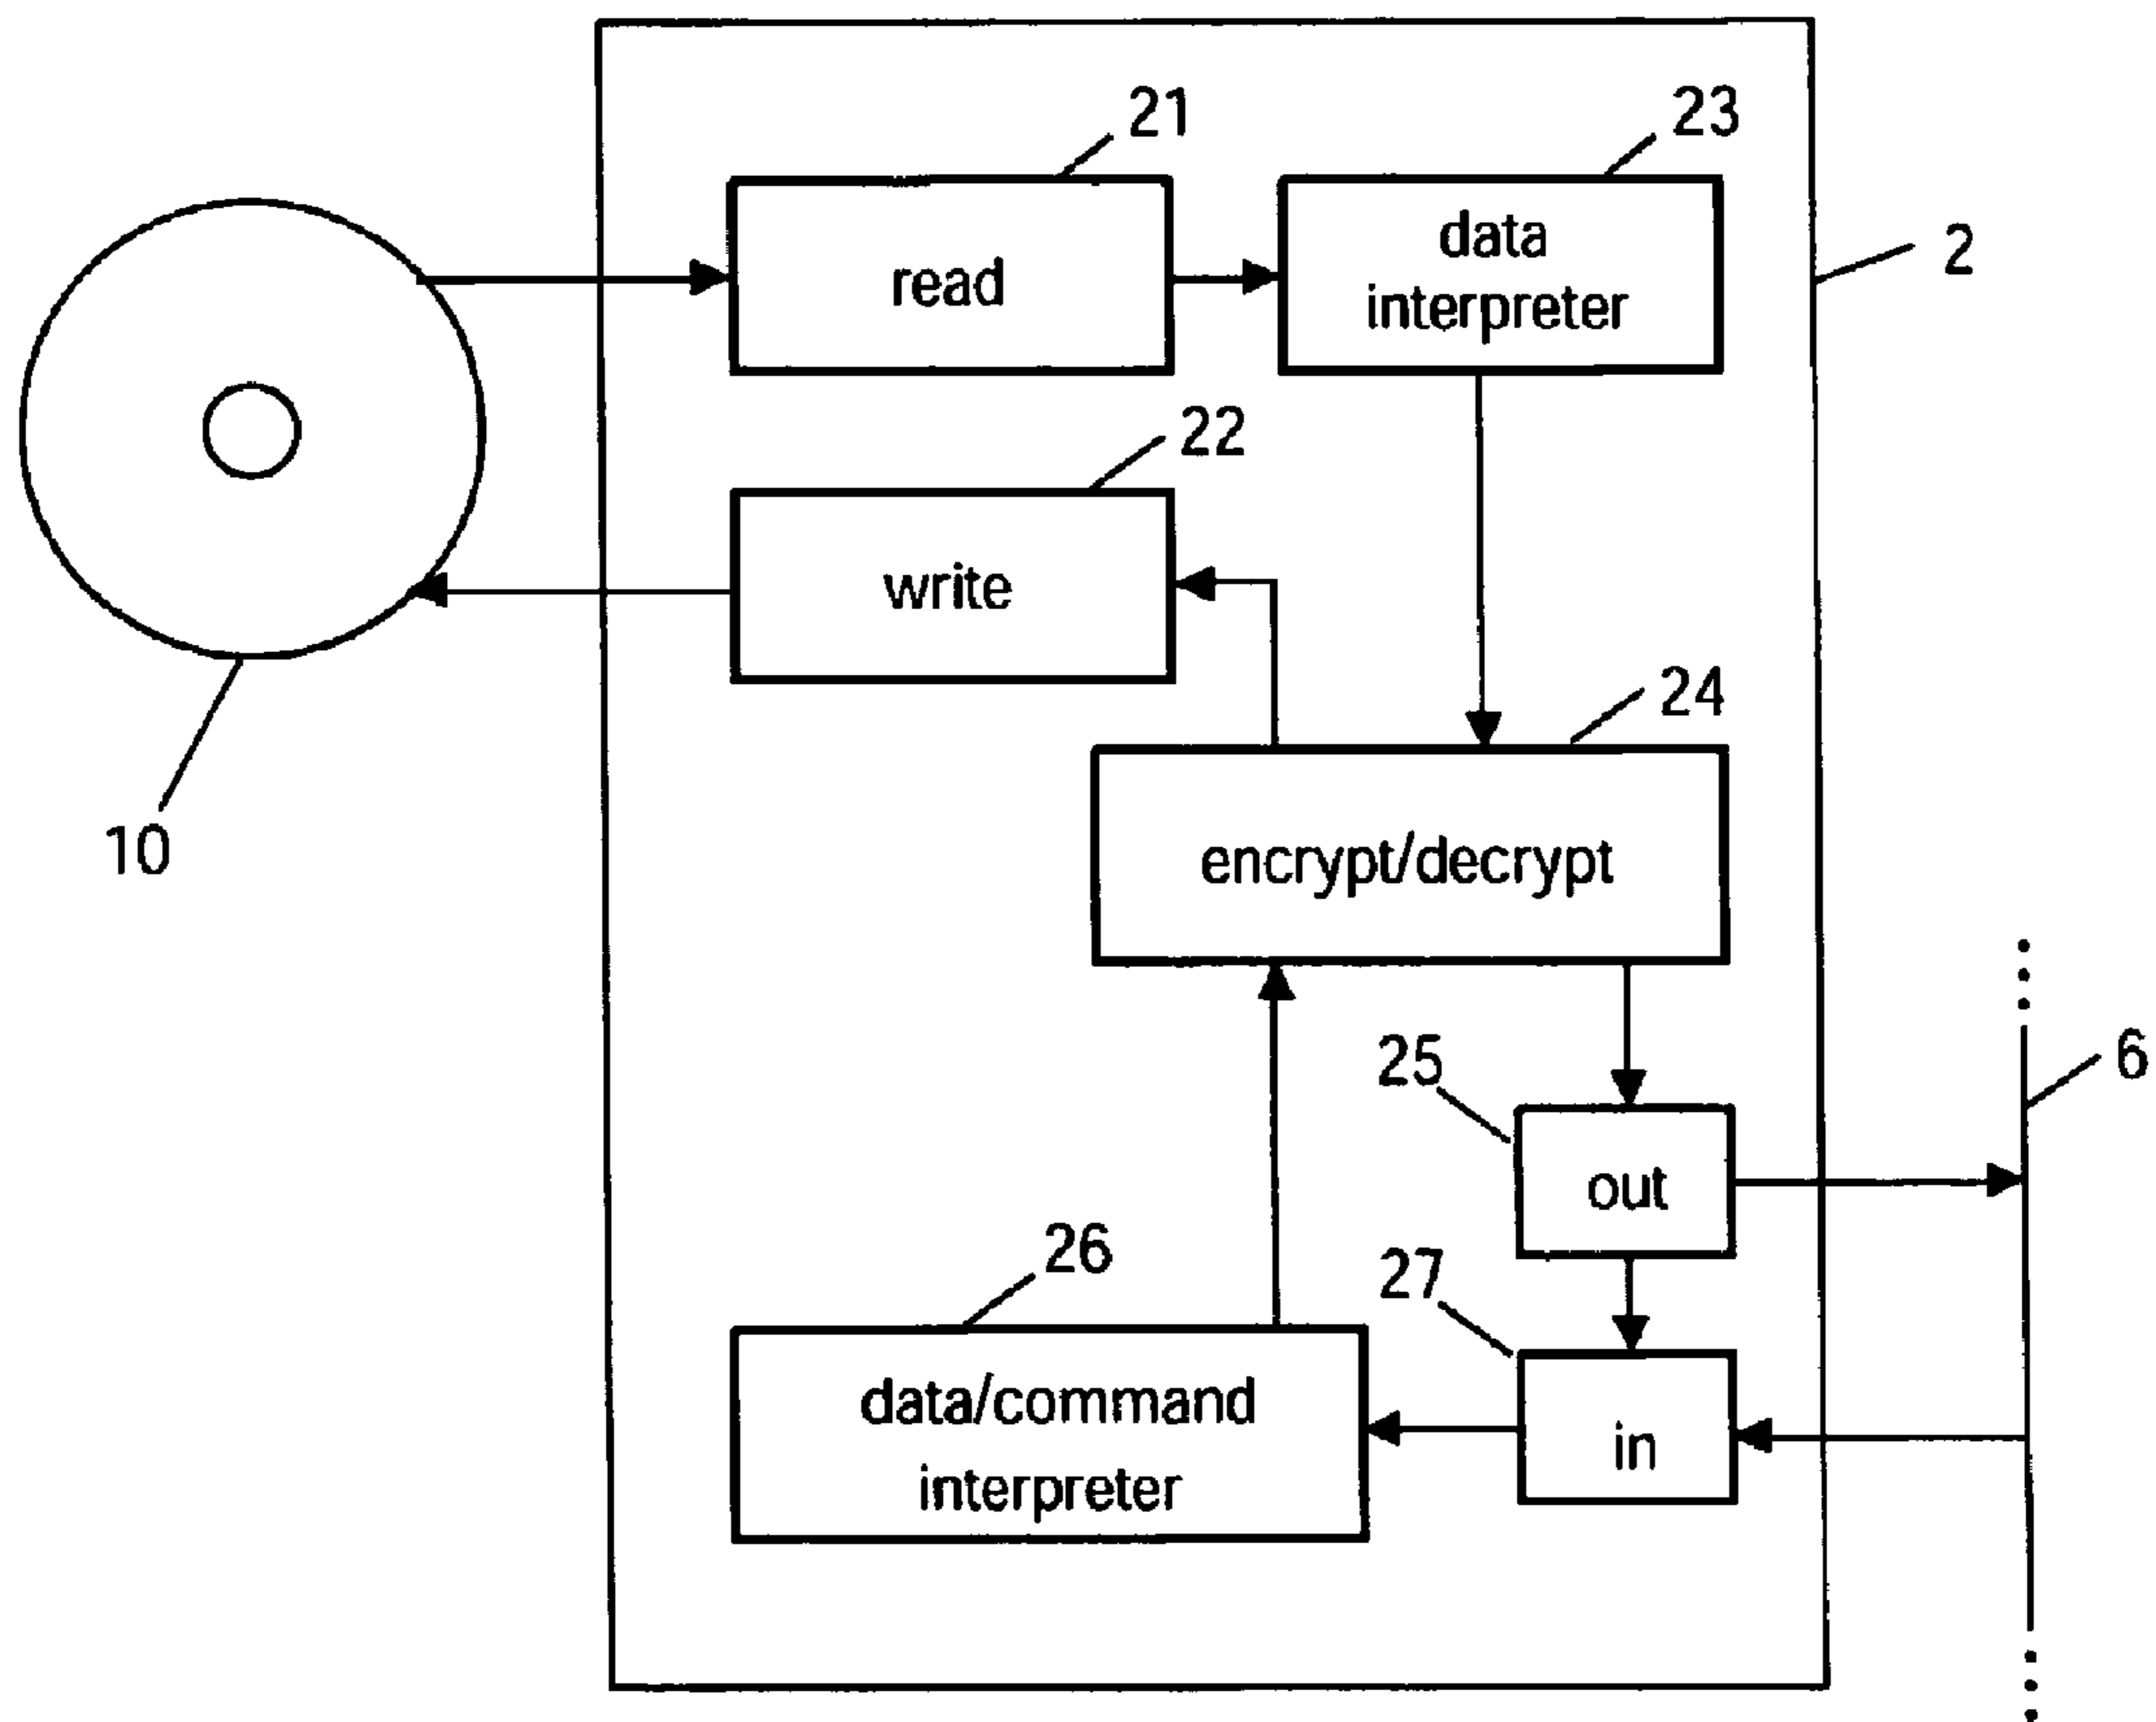 21
23
data
interpreter
read
2
22
write
24
10
encrypt/decrypt
25
6
out
26
27
data/command
interpreter
in